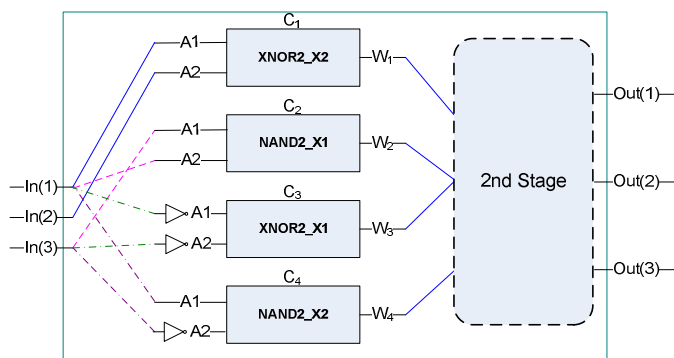 C1
A1
XNOR2_X2
W1
A2
C2
A1
NAND2_X1
W2
A2
In(1)
In(2)
In(3)
C3
A1
XNOR2_X1
W3
A2
C4
A1
NAND2_X2
W4
A2
2nd Stage
Out(1)
Out(2)
Out(3)